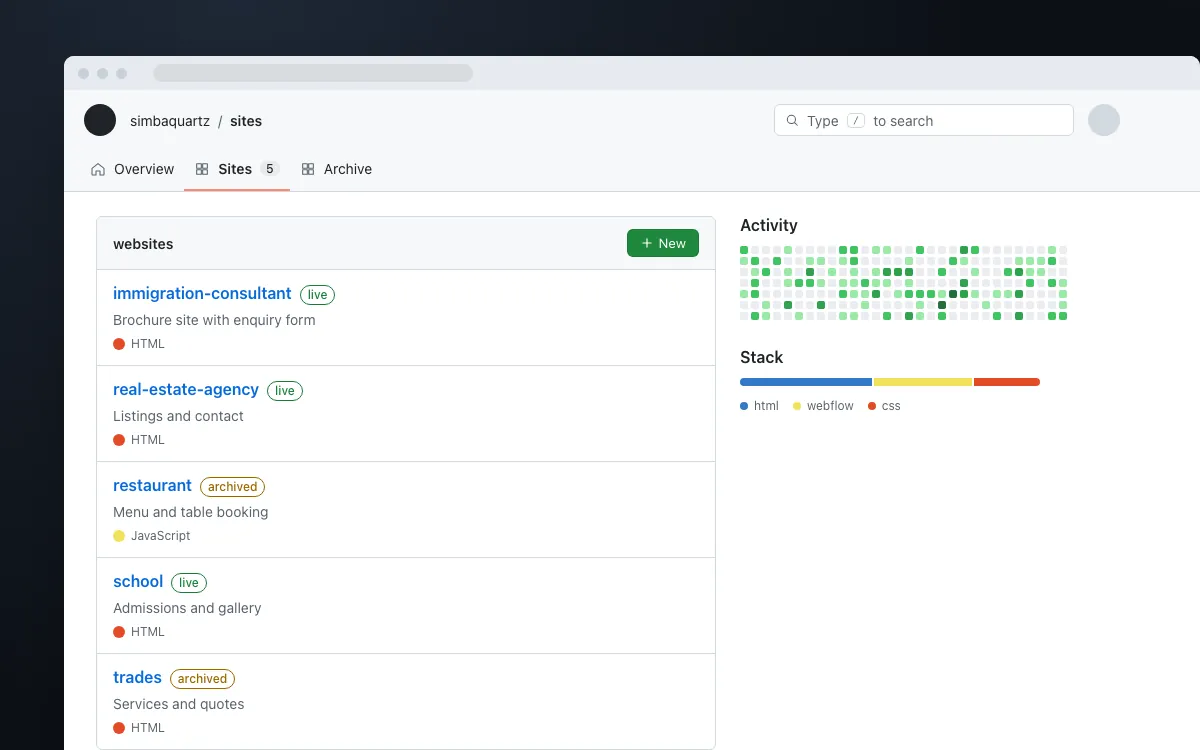 simbaquartz / sites
Type / to search
Overview
Sites 5
Archive
websites
+ New
immigration-consultant live
Brochure site with enquiry form
HTML
real-estate-agency live
Listings and contact
HTML
restaurant archived
Menu and table booking
JavaScript
school live
Admissions and gallery
HTML
trades archived
Services and quotes
HTML
Activity
Stack
html webflow css